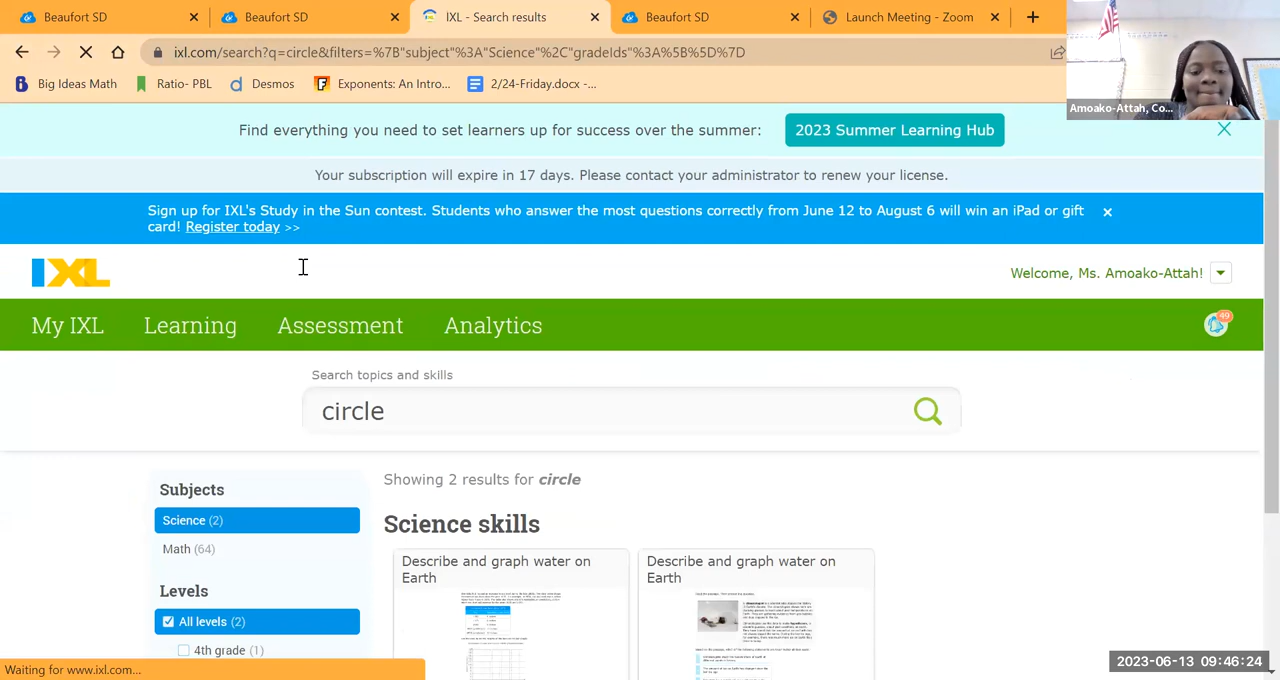 Beaufort SD
Beaufort SD
IXL - Search results
Beaufort SD
Launch Meeting - Zoom
ixl.com/search?q=circle&filters=%7B"subject"%3A"Science"%2C"gradeIds"%3A%5B%5D%7D
Big Ideas Math
Ratio- PBL
Desmos
Exponents: An Intro...
2/24-Friday.docx -...
Amoako-Attah, Co...
Find everything you need to set learners up for success over the summer:
2023 Summer Learning Hub
Your subscription will expire in 17 days. Please contact your administrator to renew your license.
Sign up for IXL's Study in the Sun contest. Students who answer the most questions correctly from June 12 to August 6 will win an iPad or gift
card! Register today >>
IXL
Welcome, Ms. Amoako-Attah!
My IXL
Learning
Assessment
Analytics
49
Search topics and skills
circle
Subjects
Science (2)
Math (64)
Levels
All levels (2)
4th grade (1)
Showing 2 results for circle
Science skills
Describe and graph water on
Earth
Describe and graph water on
Earth
Waiting for www.ixl.com...
2023-06-13 09:46:24